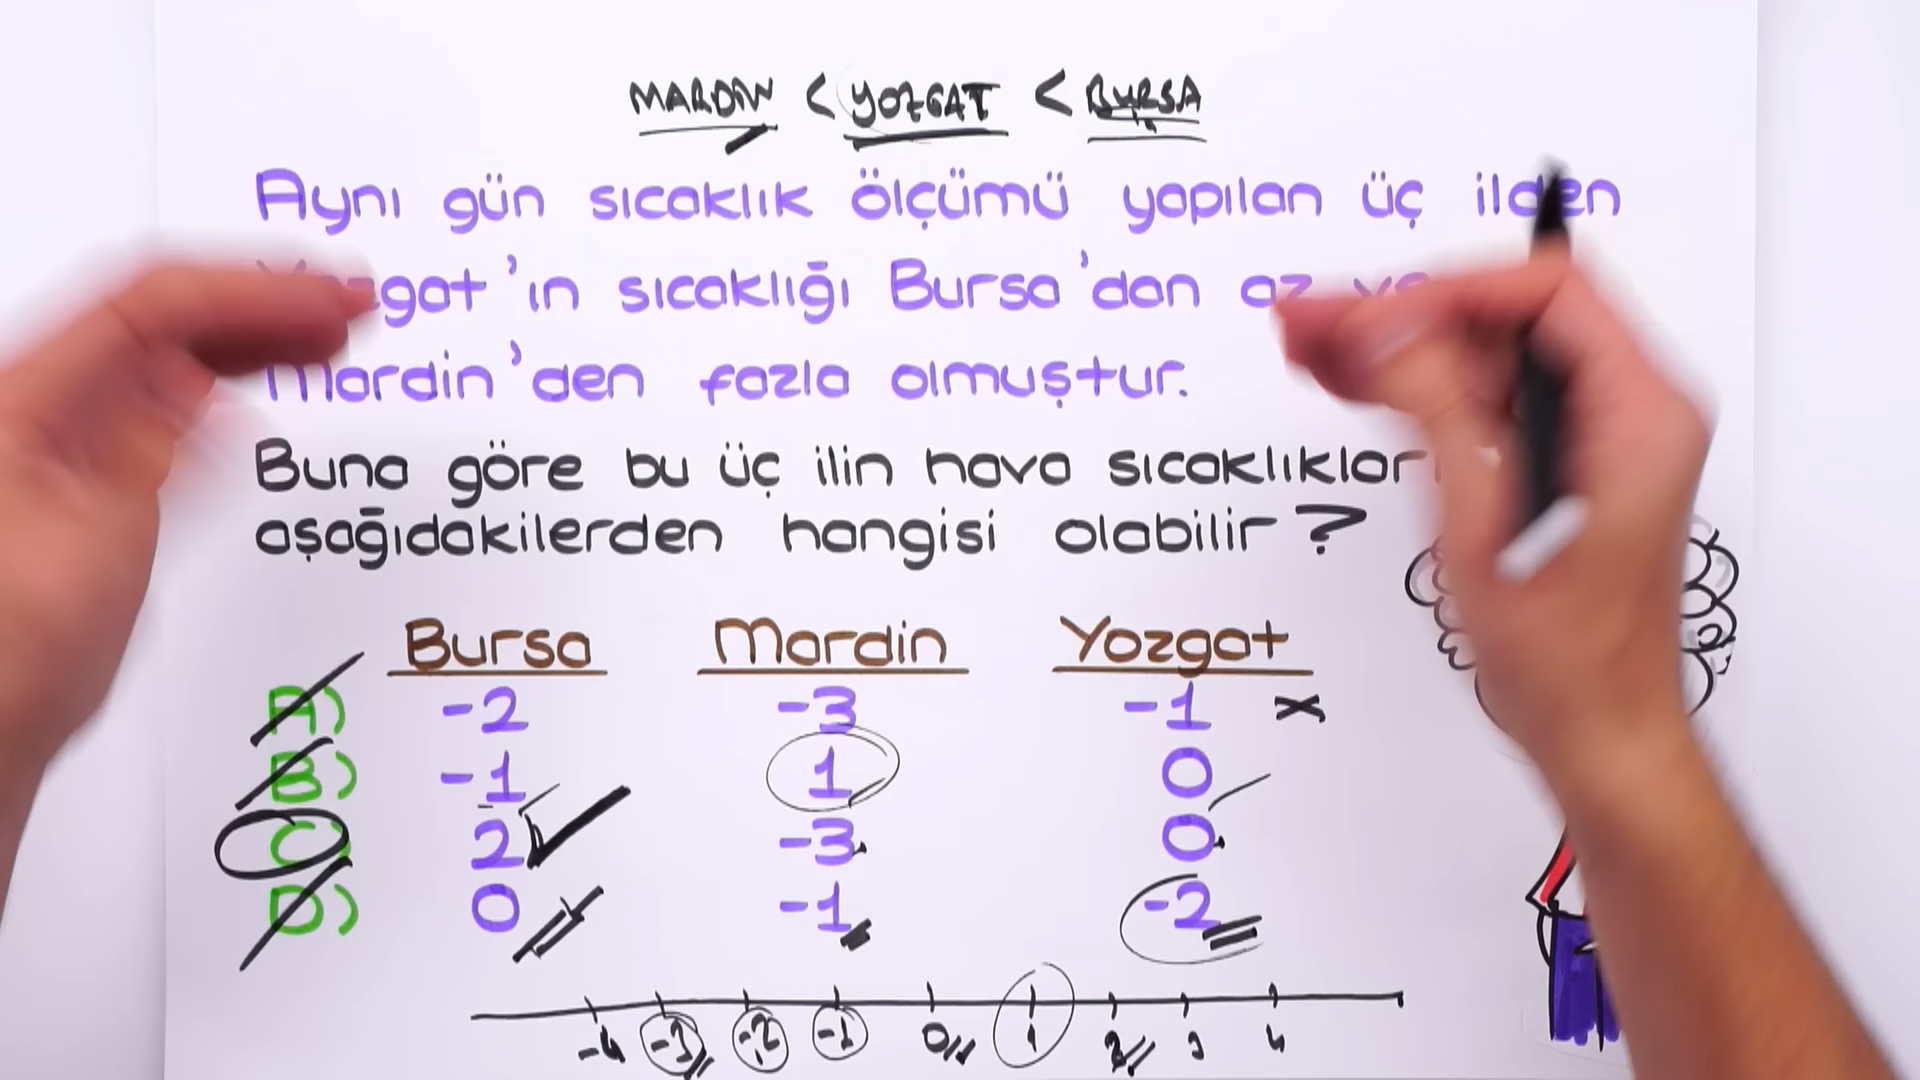 MARDİN < YOZGAT < BURSA
Aynı gün sıcaklık ölçümü yapılan üç ilden
'ın sıcaklığı Bursa'dan az
Mardin'den fazla olmuştur.
Buna göre bu üç ilin hava sıcaklıkları
aşağıdakilerden hangisi olabilir?
Bursa Mardin Yozgat
A) -2 -3 -1 ×
B) -1 1 0
C) 2 -3 0
D) 0 -1 -2
-4 -3 -2 -1 0 1 2 3 4